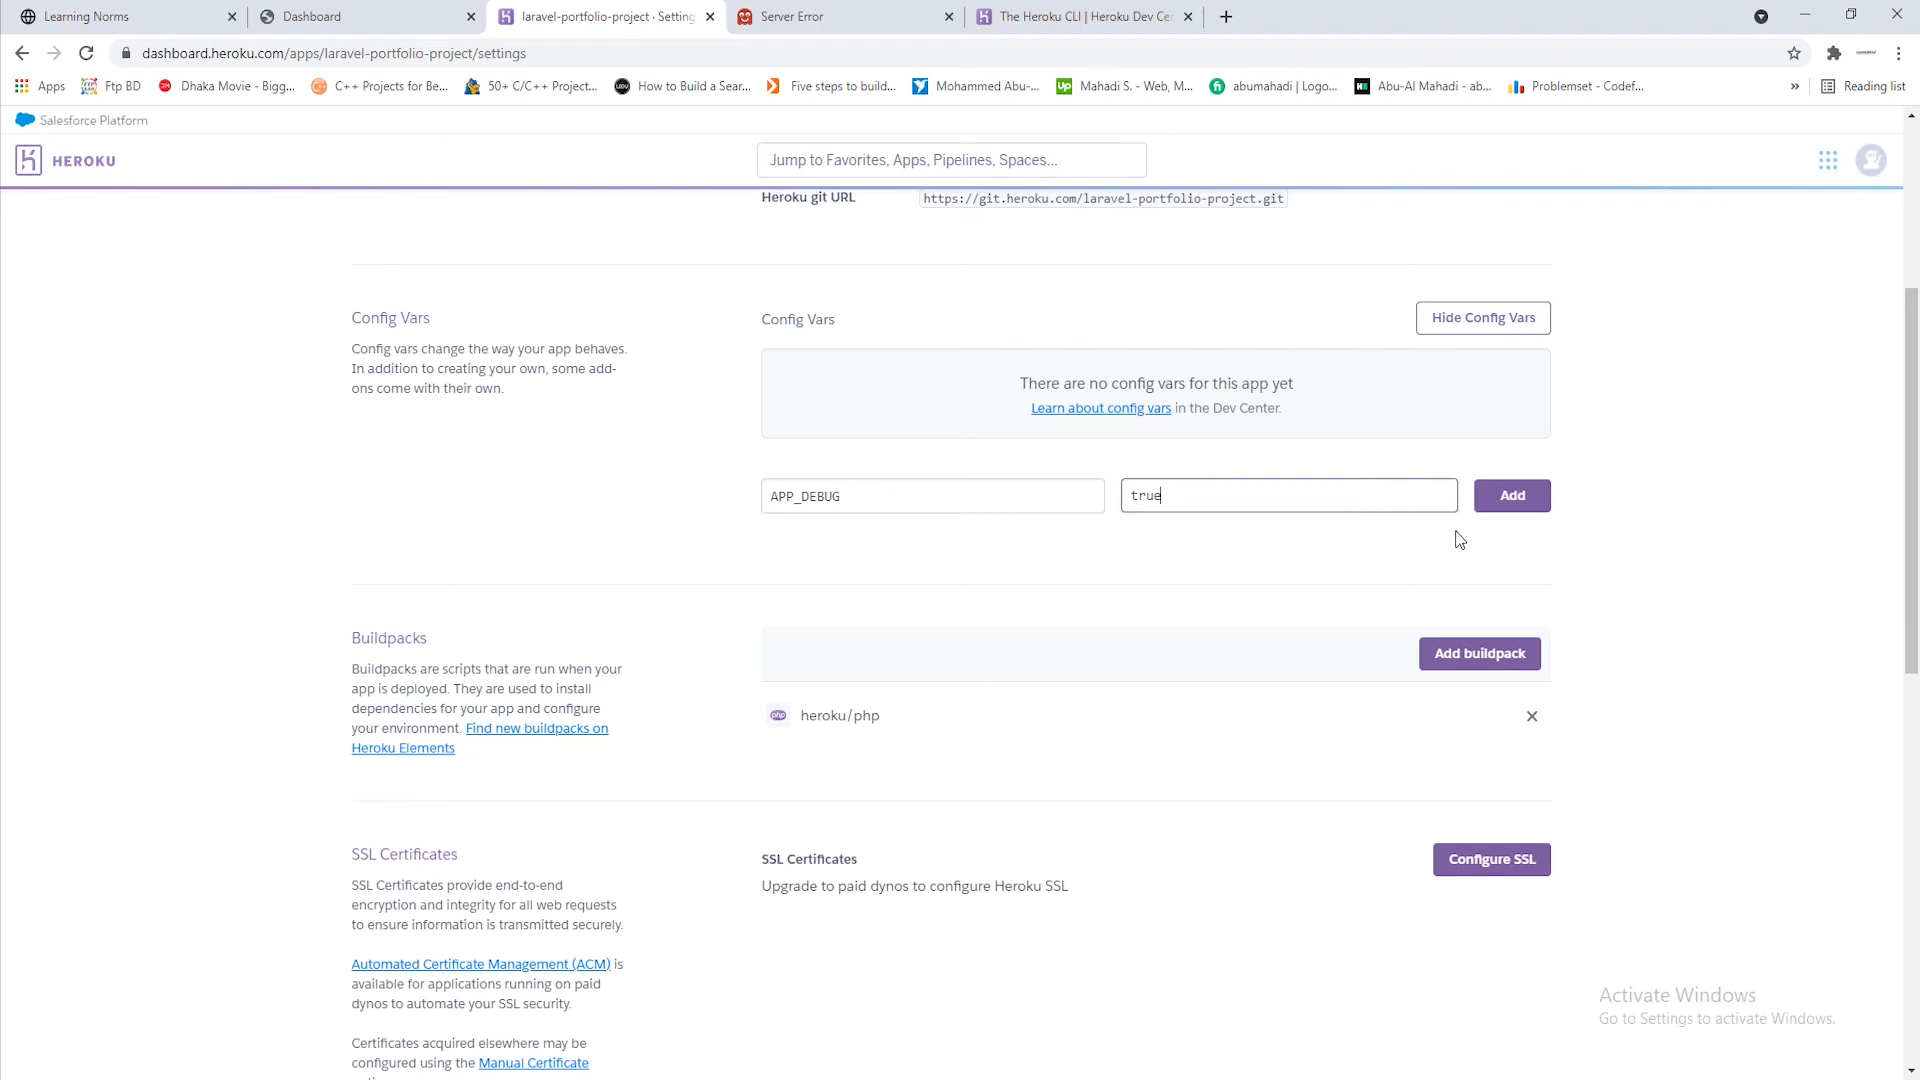 Learning Norms
Dashboard
laravel-portfolio-project · Setting
Server Error
The Heroku CLI | Heroku Dev Cer
dashboard.heroku.com/apps/laravel-portfolio-project/settings
Apps
Ftp BD
Dhaka Movie - Bigg...
C++ Projects for Be...
50+ C/C++ Project...
How to Build a Sear...
Five steps to build...
Mohammed Abu-...
Mahadi S. - Web, M...
abumahadi | Logo...
Abu-Al Mahadi - ab...
Problemset - Codef...
»
Reading list
Salesforce Platform
HEROKU
Jump to Favorites, Apps, Pipelines, Spaces...
Heroku git URL
https://git.heroku.com/laravel-portfolio-project.git
Config Vars
Config vars change the way your app behaves.
In addition to creating your own, some add-
ons come with their own.
Config Vars
Hide Config Vars
There are no config vars for this app yet
Learn about config vars in the Dev Center.
APP_DEBUG
true
Add
Buildpacks
Buildpacks are scripts that are run when your
app is deployed. They are used to install
dependencies for your app and configure
your environment. Find new buildpacks on
Heroku Elements
Add buildpack
php
heroku/php
SSL Certificates
SSL Certificates provide end-to-end
encryption and integrity for all web requests
to ensure information is transmitted securely.
Automated Certificate Management (ACM) is
available for applications running on paid
dynos to automate your SSL security.
Certificates acquired elsewhere may be
configured using the Manual Certificate
SSL Certificates
Upgrade to paid dynos to configure Heroku SSL
Configure SSL
Activate Windows
Go to Settings to activate Windows.